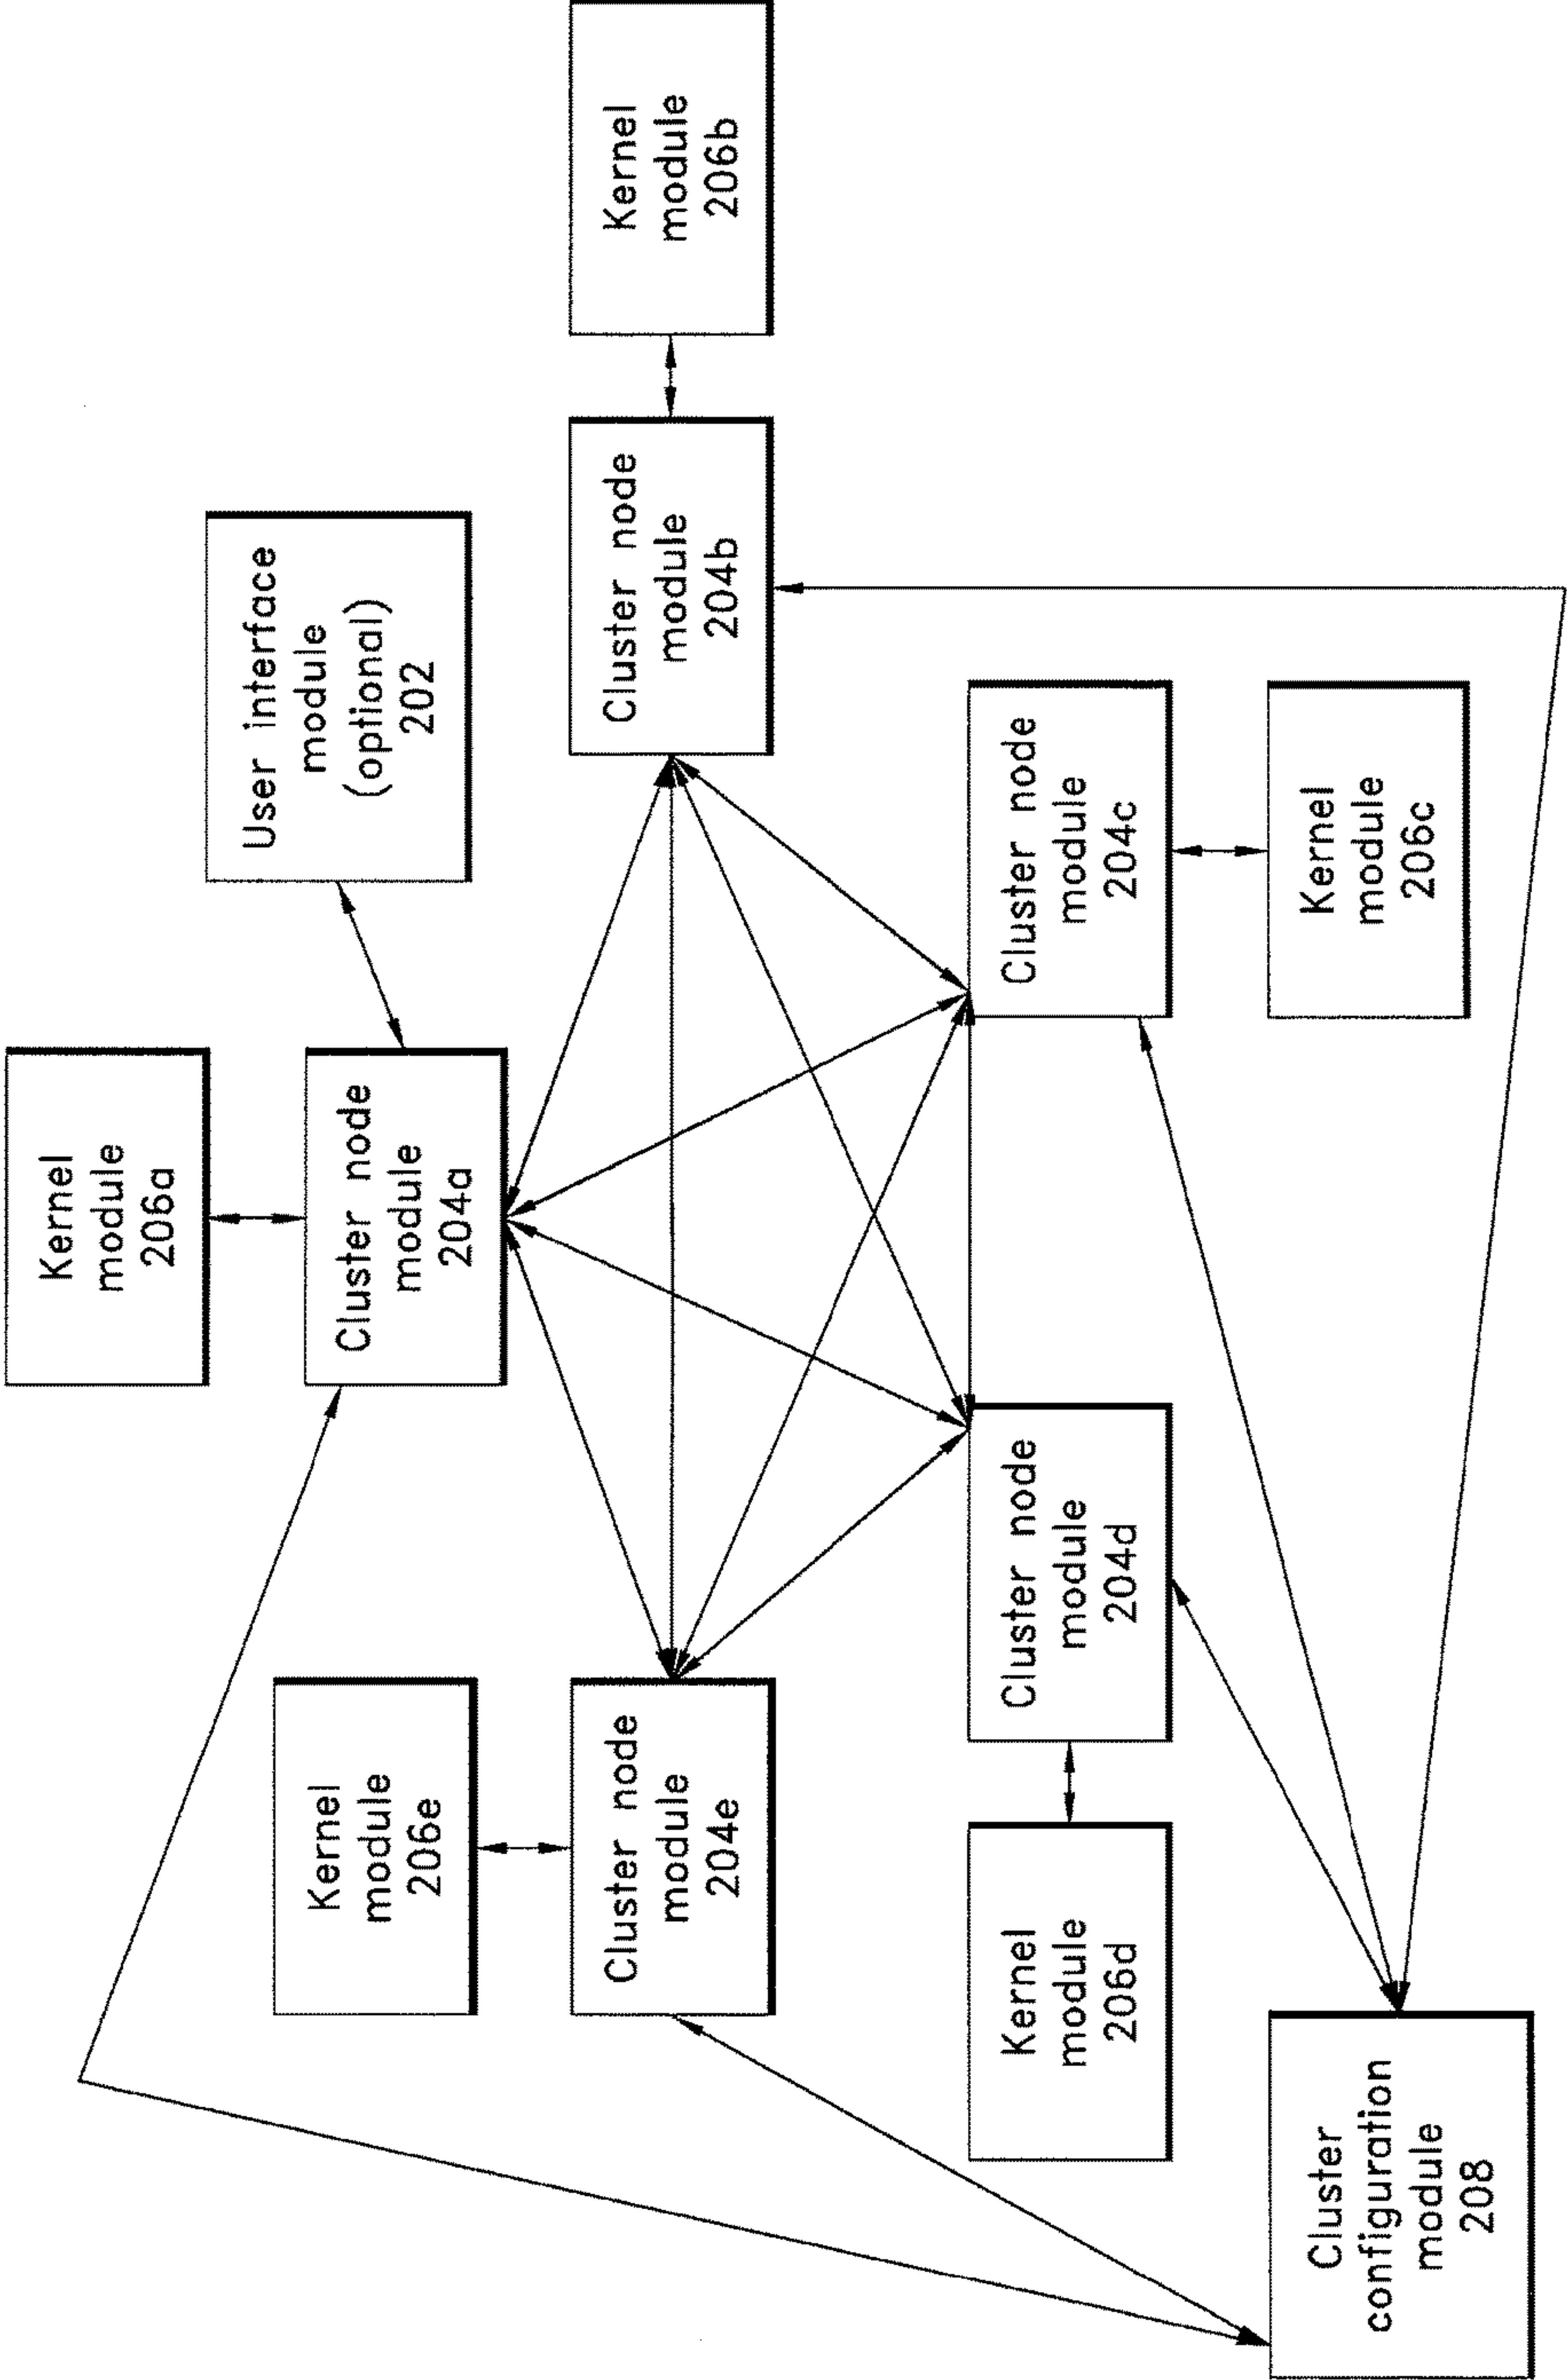 Kernel
module
206a
User interface
module
(optional)
202
Cluster node
module
204a
Kernel
module
206e
Cluster node
module
204e
Cluster node
module
204b
Kernel
module
206b
Kernel
module
206d
Cluster node
module
204d
Cluster node
module
204c
Cluster
configuration
module
208
Kernel
module
206c